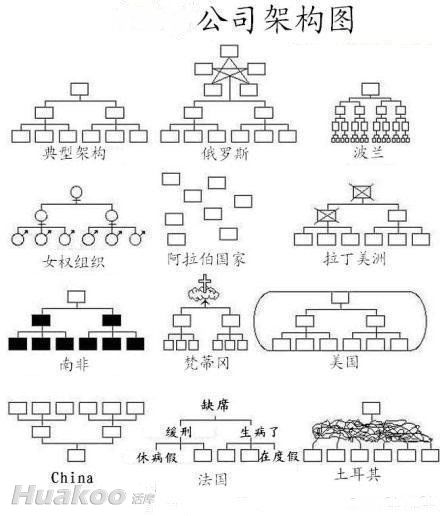 公司架构图
典型架构
俄罗斯
波兰
女权组织
阿拉伯国家
拉丁美洲
南非
梵蒂冈
美国
缺席
缓刑
生病了
休病假
在度假
China
法国
土耳其
Huakoo 话库